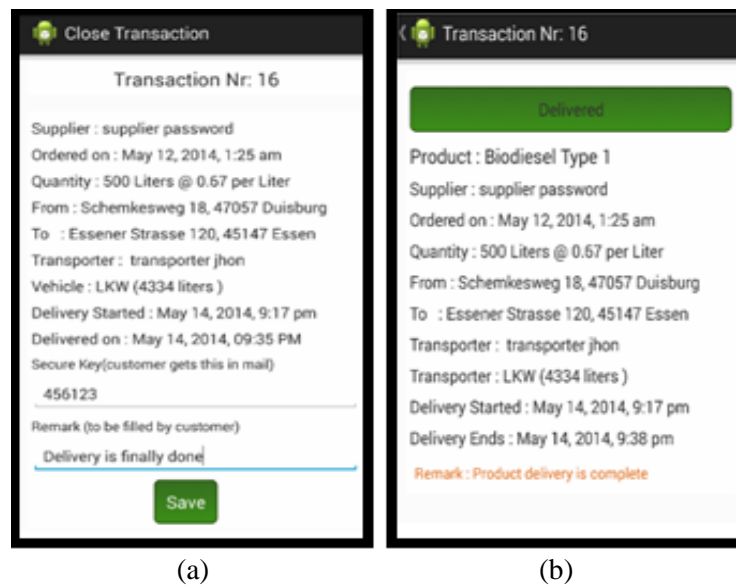 Close Transaction
Transaction Nr: 16
Supplier : supplier password
Ordered on : May 12, 2014, 1:25 am
Quantity : 500 Liters @ 0.67 per Liter
From : Schemkesweg 18, 47057 Duisburg
To : Essener Strasse 120, 45147 Essen
Transporter : transporter jhon
Vehicle : LKW (4334 liters )
Delivery Started : May 14, 2014, 9:17 pm
Delivered on : May 14, 2014, 09:35 PM
Secure Key(customer gets this in mail)
456123
Remark (to be filled by customer)
Delivery is finally done
Save
(a)
Transaction Nr: 16
Delivered
Product : Biodiesel Type 1
Supplier : supplier password
Ordered on : May 12, 2014, 1:25 am
Quantity : 500 Liters @ 0.67 per Liter
From : Schemkesweg 18, 47057 Duisburg
To : Essener Strasse 120, 45147 Essen
Transporter : transporter jhon
Transporter : LKW (4334 liters )
Delivery Started : May 14, 2014, 9:17 pm
Delivery Ends : May 14, 2014, 9:38 pm
Remark : Product delivery is complete
(b)